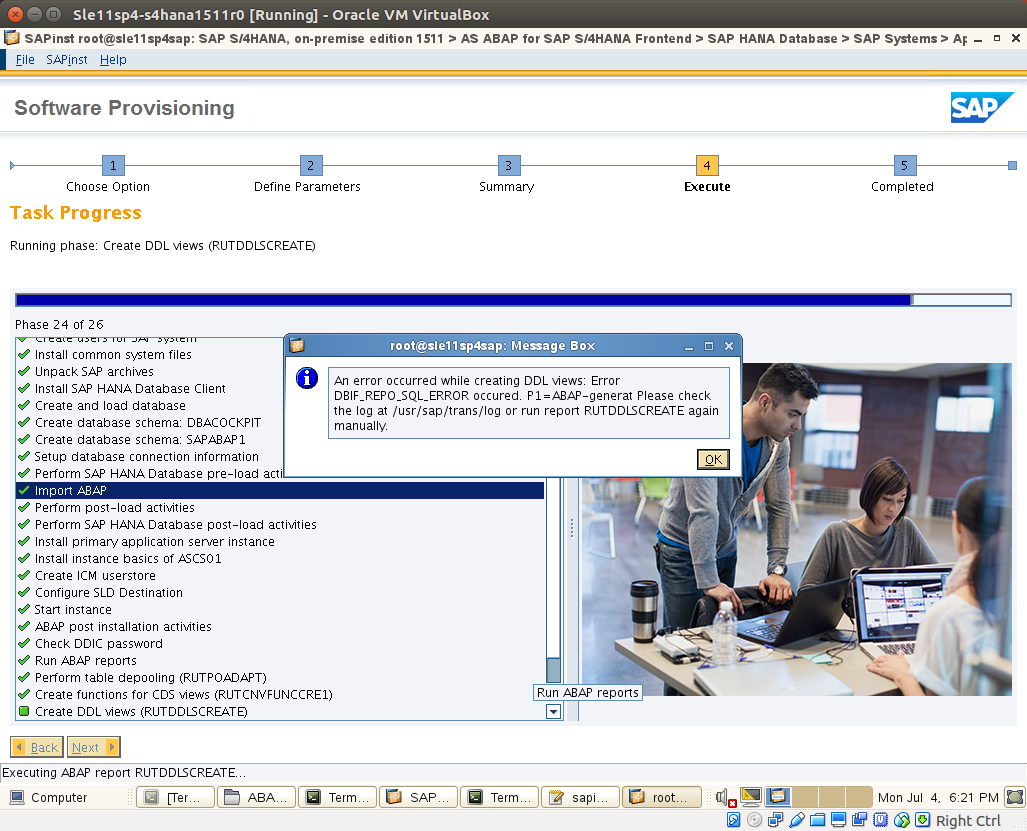 Sle11sp4-s4hana1511r0 [Running] - Oracle VM VirtualBox
SAPinst root@sle11sp4sap: SAP S/4HANA, on-premise edition 1511 > AS ABAP for SAP S/4HANA Frontend > SAP HANA Database > SAP Systems > Ap
File SAPinst Help
Software Provisioning
SAP
1 2 3 4 5
Choose Option Define Parameters Summary Execute Completed
Task Progress
Running phase: Create DDL views (RUTDDLSCREATE)
Phase 24 of 26
Create users for SAP system
Install common system files
Unpack SAP archives
Install SAP HANA Database Client
Create and load database
Create database schema: DBACOCKPIT
Create database schema: SAPABAP1
Setup database connection information
Perform SAP HANA Database pre-load acti
Import ABAP
Perform post-load activities
Perform SAP HANA Database post-load activities
Install primary application server instance
Install instance basics of ASCS01
Create ICM userstore
Configure SLD Destination
Start instance
ABAP post installation activities
Check DDIC password
Run ABAP reports
Perform table depooling (RUTPOADAPT)
Create functions for CDS views (RUTCNVFUNCCRE1)
Create DDL views (RUTDDLSCREATE)
root@sle11sp4sap: Message Box
An error occurred while creating DDL views: Error
DBIF_REPO_SQL_ERROR occured. P1=ABAP-generat Please check
the log at /usr/sap/trans/log or run report RUTDDLSCREATE again
manually.
OK
Run ABAP reports
Back Next
Executing ABAP report RUTDDLSCREATE...
Computer [Ter... ABA... Term... SAP... Term... sapi... root... Mon Jul 4, 6:21 PM
Right Ctrl